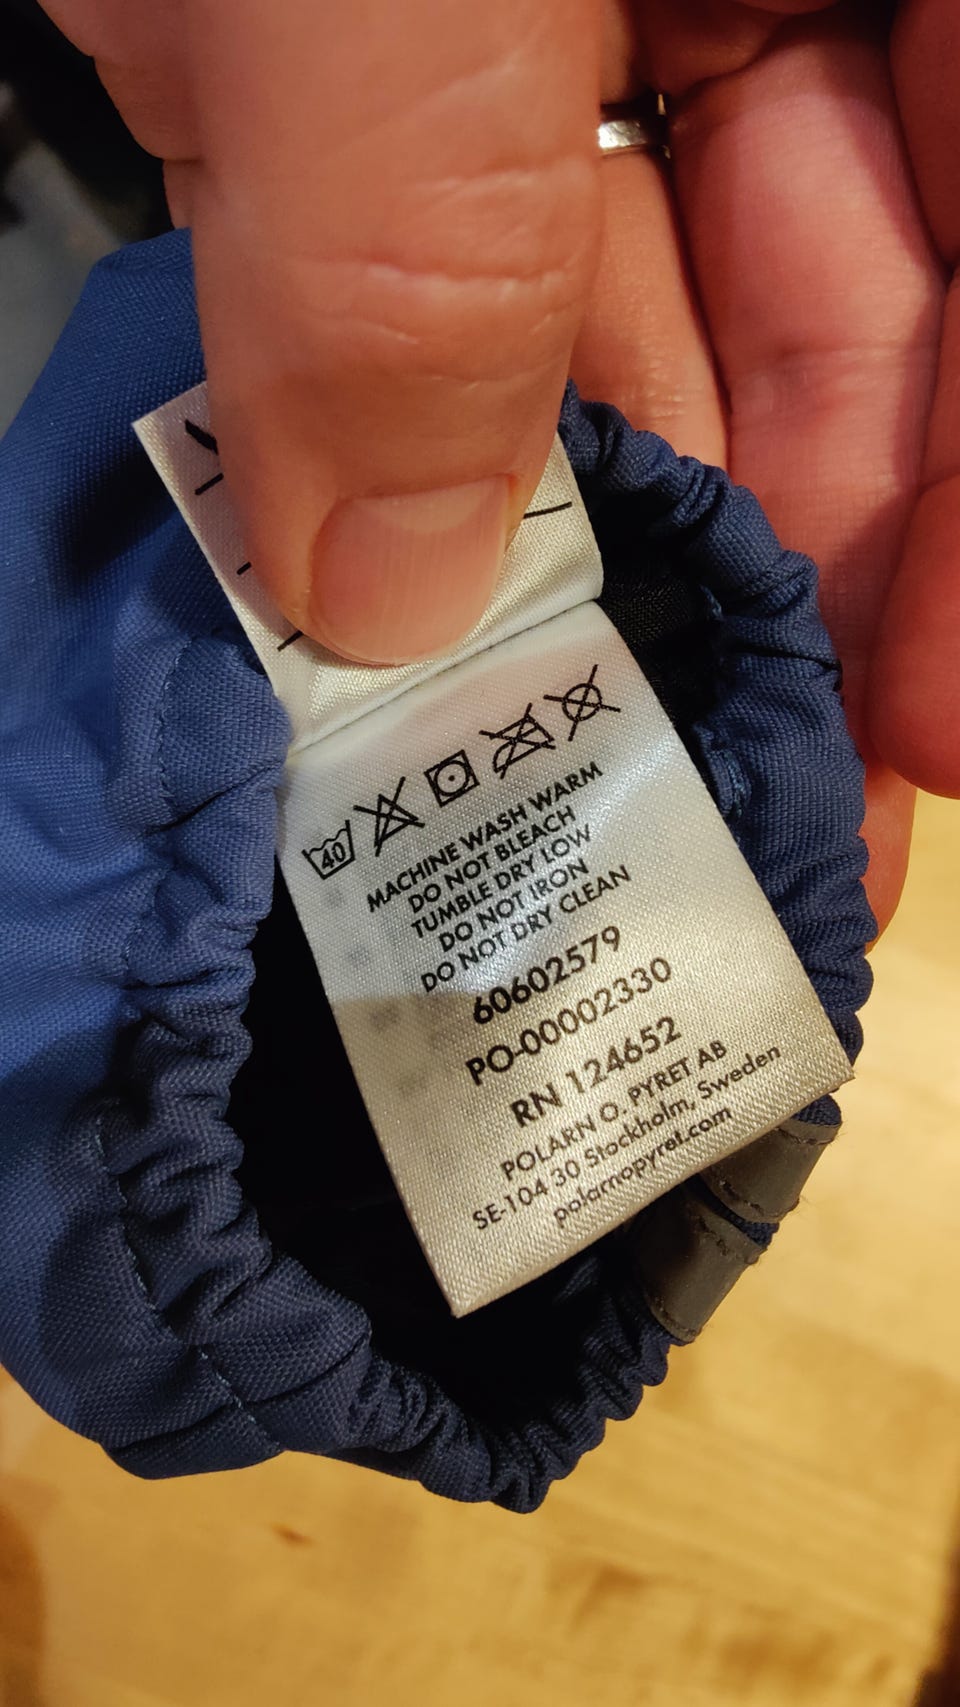 40
MACHINE WASH WARM
DO NOT BLEACH
TUMBLE DRY LOW
DO NOT IRON
DO NOT DRY CLEAN
60602579
PO-00002330
RN 124652
POLARN O. PYRET AB
SE-104 30 Stockholm, Sweden
polarnopyret.com